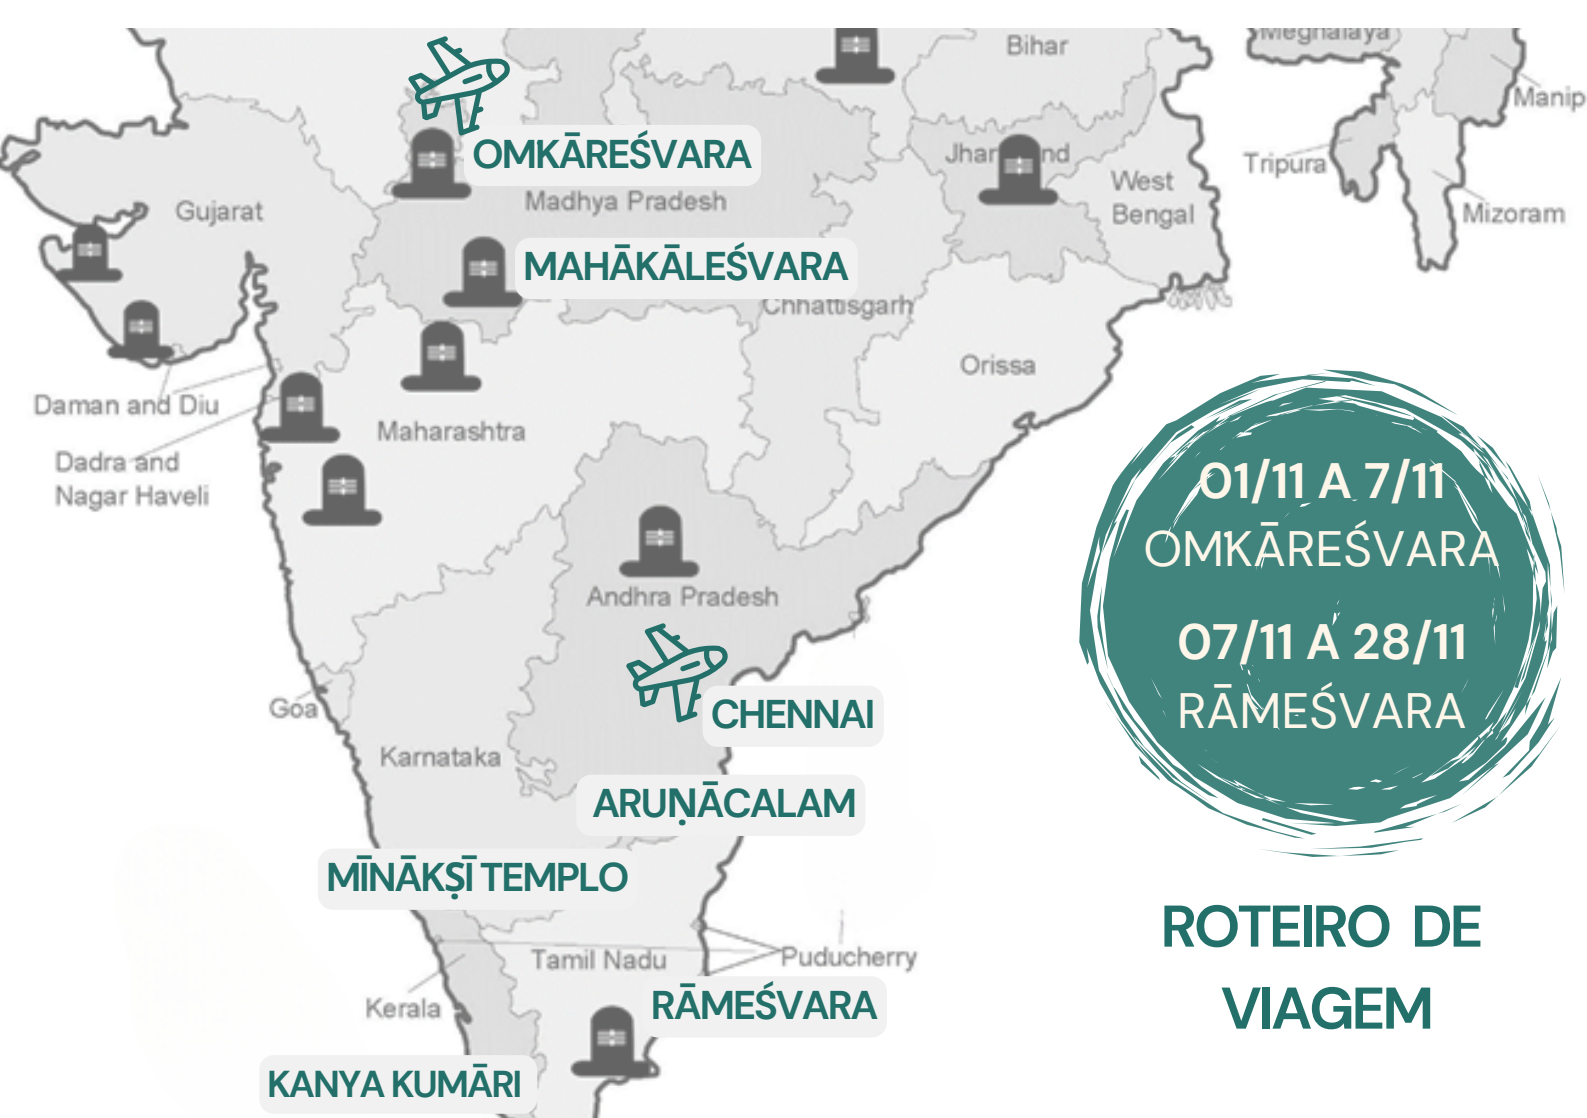 Meghalaya
Bihar
Manip
OMKĀREŚVARA
Jhar nd
Tripura
West
Bengal
Madhya Pradesh
Gujarat
Mizoram
MAHĀKĀLEŚVARA
Chhattisgarh
Orissa
Daman and Diu
Maharashtra
Dadra and
Nagar Haveli
01/11 A 7/11
OMKĀREŚVARA
07/11 A 28/11
RĀMEŚVARA
Andhra Pradesh
CHENNAI
Goa
Karnataka
ARUṆĀCALAM
MĪNĀKṢĪ TEMPLO
ROTEIRO DE
VIAGEM
Tamil Nadu
Puducherry
RĀMEŚVARA
Kerala
KANYA KUMĀRI